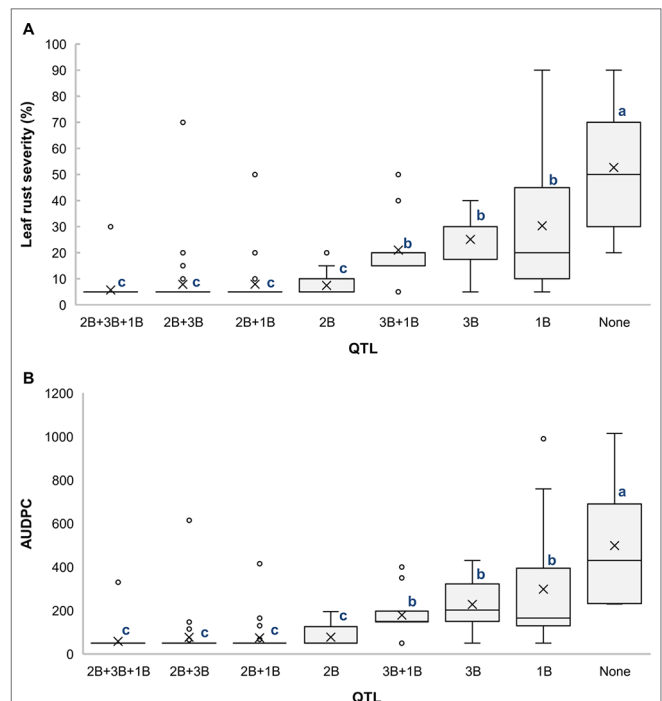 A
Leaf rust severity (%)
100
90
80
70
60
50
40
30
20
10
0
c
c
c
c
b
b
b
a
2B+3B+1B 2B+3B 2B+1B 2B 3B+1B 3B 1B None
QTL
B
AUDPC
1200
1000
800
600
400
200
0
c
c
c
c
b
b
b
a
2B+3B+1B 2B+3B 2B+1B 2B 3B+1B 3B 1B None
QTL